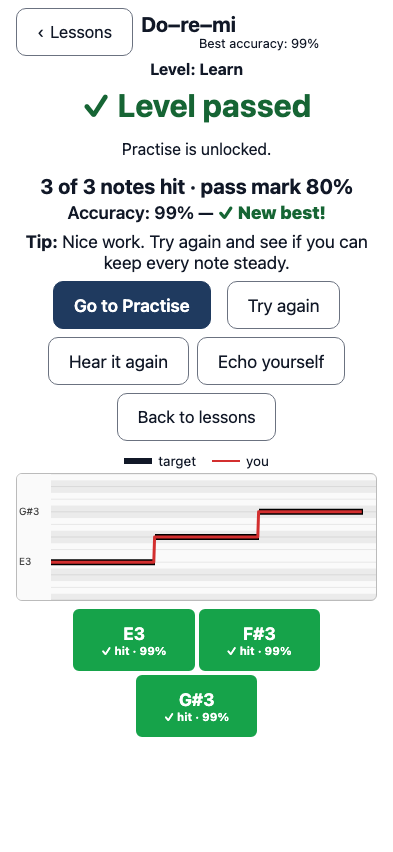 ‹ Lessons
Do–re–mi
Best accuracy: 99%
Level: Learn
✓ Level passed
Practise is unlocked.
3 of 3 notes hit · pass mark 80%
Accuracy: 99% — ✓ New best!
Tip: Nice work. Try again and see if you can
keep every note steady.
Go to Practise
Try again
Hear it again
Echo yourself
Back to lessons
target
you
G#3
E3
E3
✓ hit · 99%
F#3
✓ hit · 99%
G#3
✓ hit · 99%